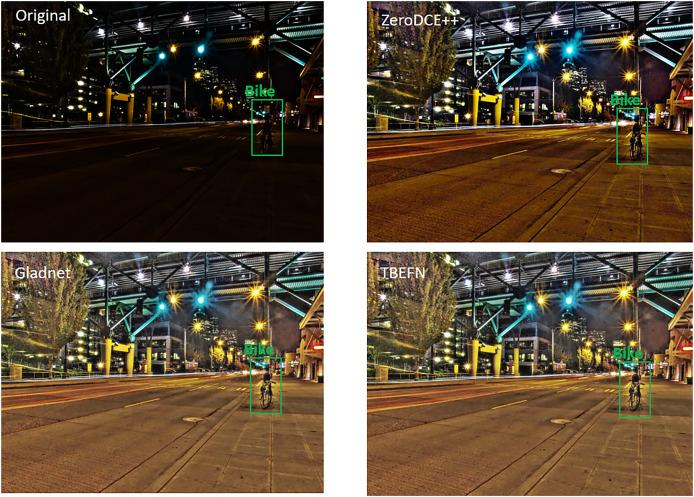 Original
Bike
ZeroDCE++
Bike
Gladnet
Bike
TBEFN
Bike